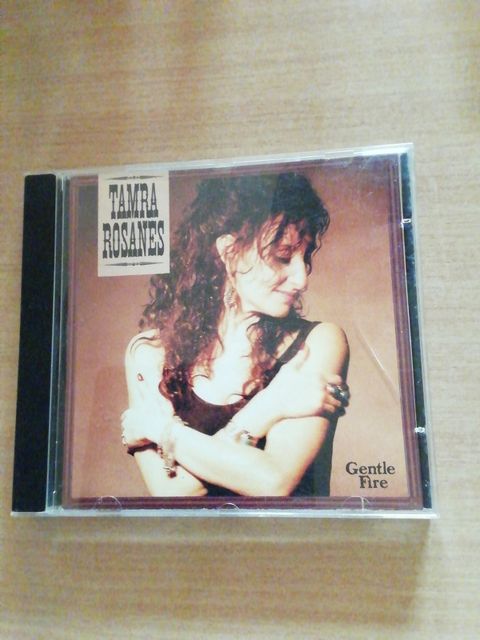 TAMRA
ROSANES
Gentle
Fire